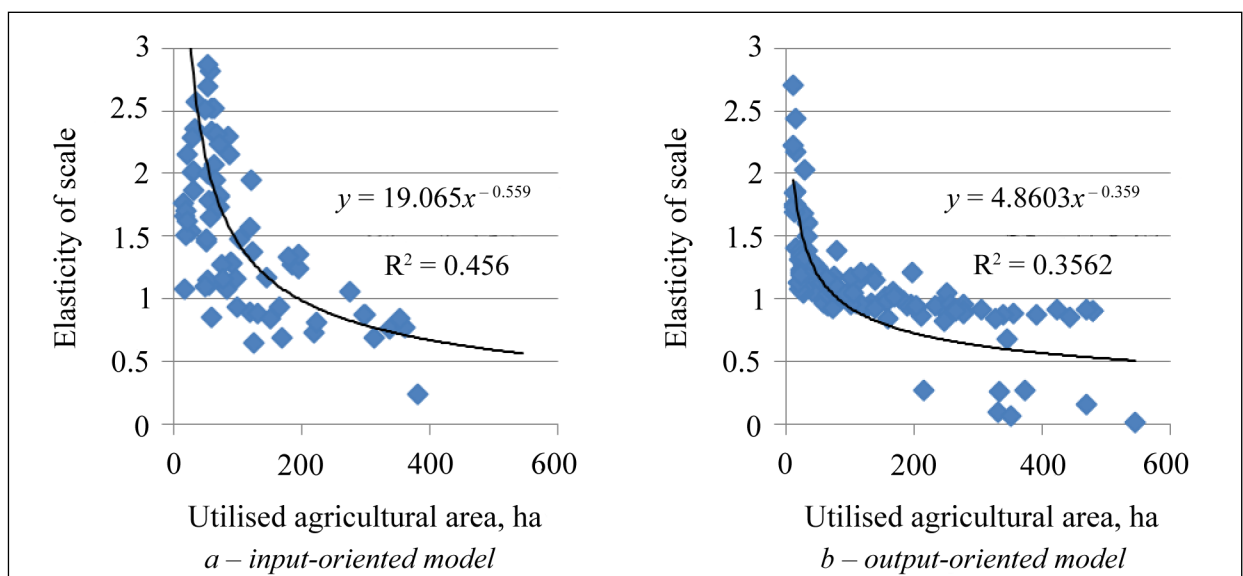 3
2.5
2
1.5
1
0.5
0
Elasticity of scale
y = 19.065x^{–0.559}
R² = 0.456
0 200 400 600
Utilised agricultural area, ha
a – input-oriented model
3
2.5
2
1.5
1
0.5
0
Elasticity of scale
y = 4.8603x^{–0.359}
R² = 0.3562
0 200 400 600
Utilised agricultural area, ha
b – output-oriented model